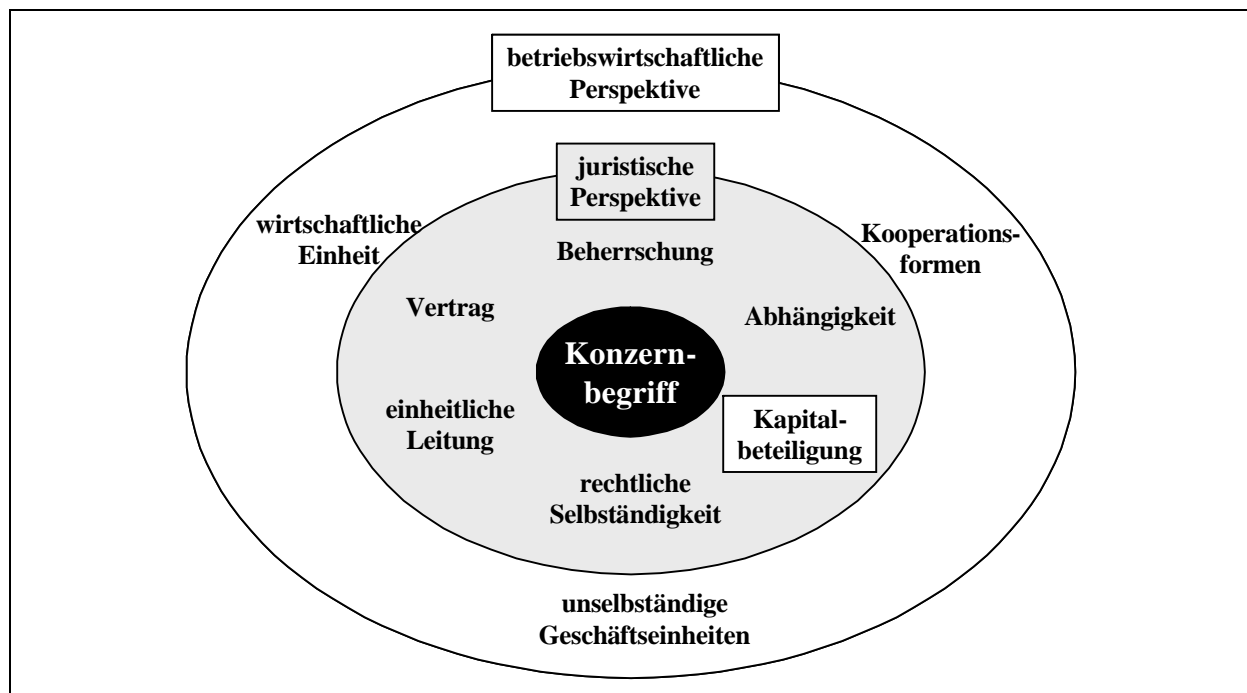 betriebswirtschaftliche
Perspektive
juristische
Perspektive
wirtschaftliche
Einheit
Beherrschung
Kooperations-
formen
Vertrag
Abhängigkeit
Konzern-
begriff
einheitliche
Leitung
Kapital-
beteiligung
rechtliche
Selbständigkeit
unselbständige
Geschäftseinheiten